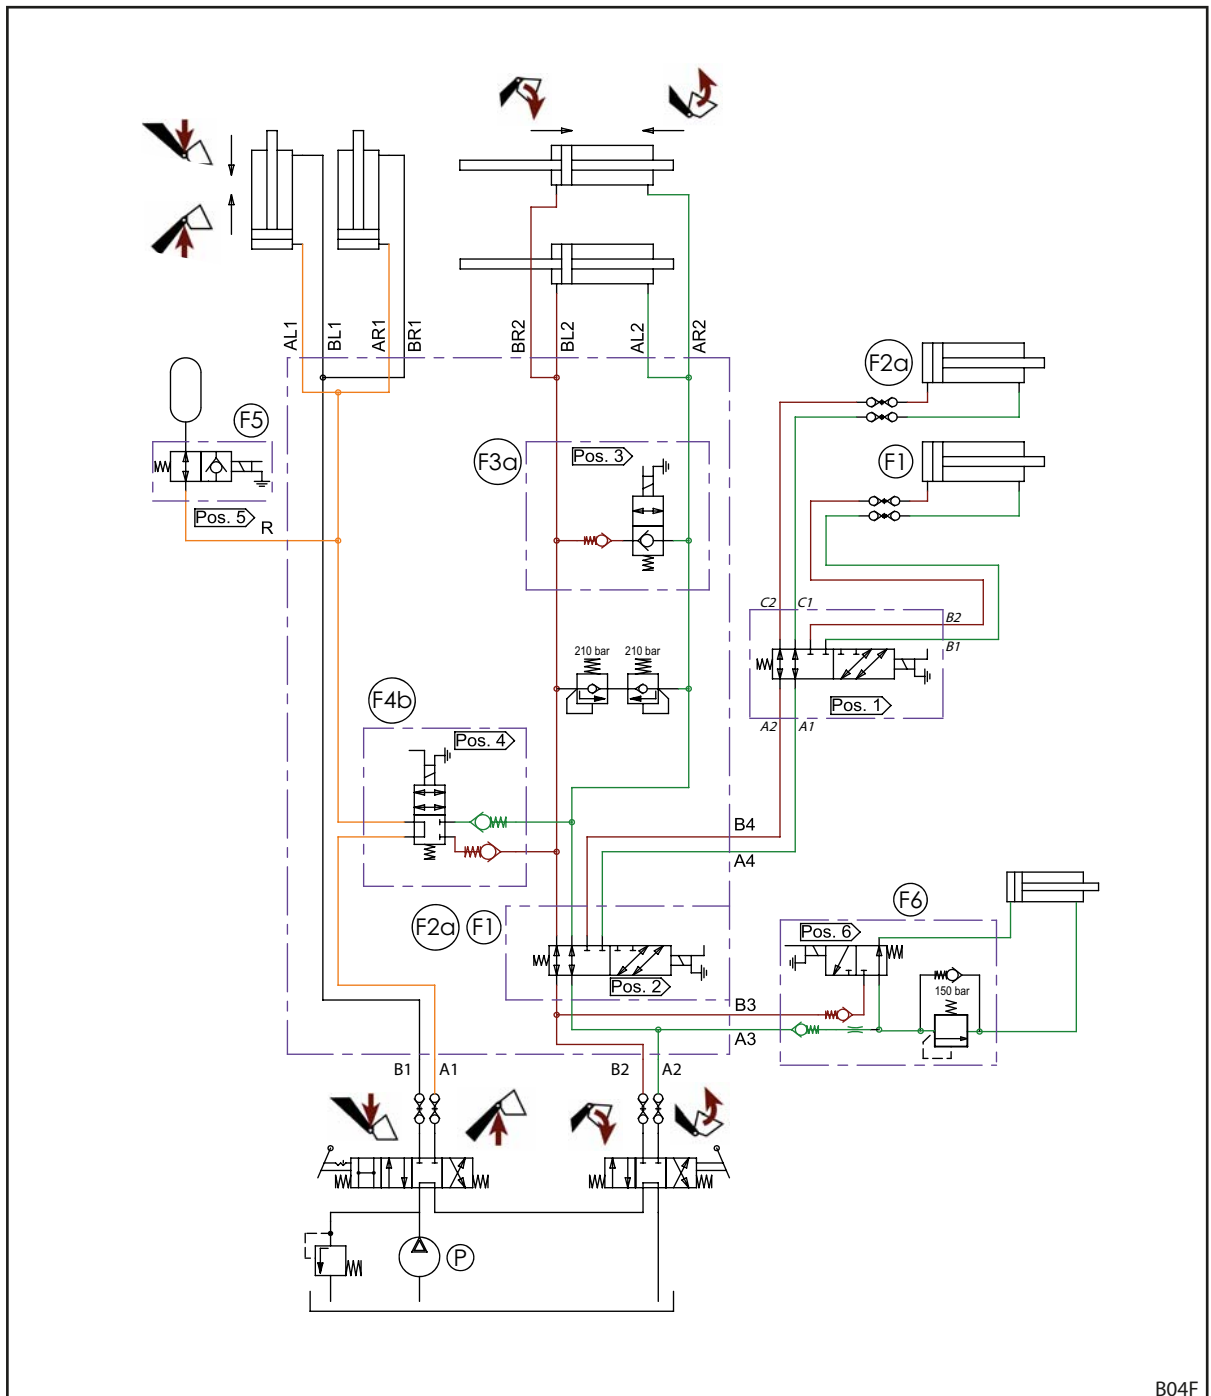 AL1
BL1
AR1
BR1
BR2
BL2
AL2
AR2
F2a
F5
F3a
Pos. 3
F1
Pos. 5
R
C2
C1
B2
B1
210 bar
210 bar
F4b
Pos. 4
Pos. 1
A2
A1
B4
A4
F2a
F1
F6
Pos. 6
Pos. 2
150 bar
B3
A3
B1
A1
B2
A2
P
B04F